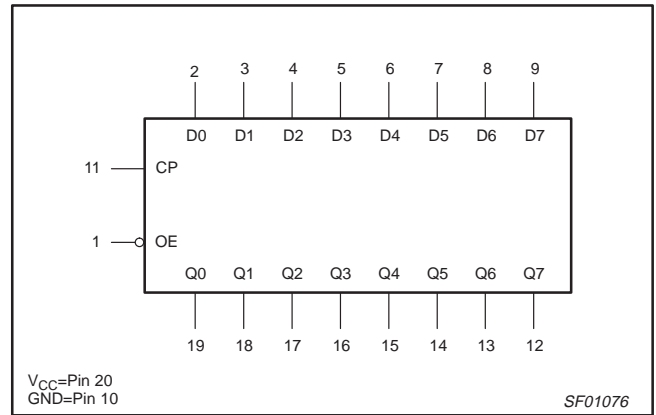 2 3 4 5 6 7 8 9
D0 D1 D2 D3 D4 D5 D6 D7
11 CP
1 OE
Q0 Q1 Q2 Q3 Q4 Q5 Q6 Q7
19 18 17 16 15 14 13 12
VCC=Pin 20
GND=Pin 10
SF01076